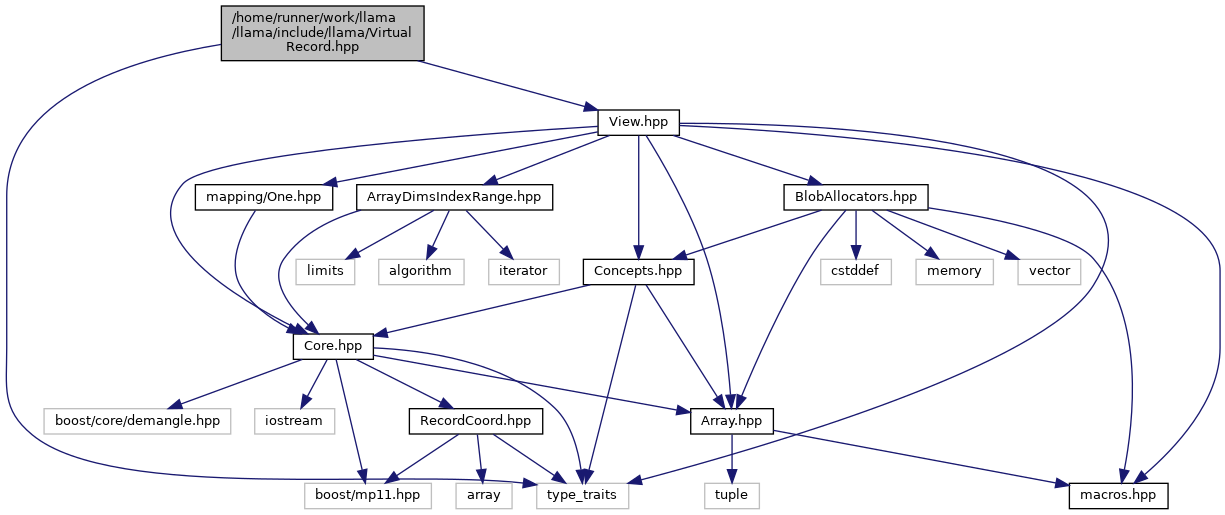 /home/runner/work/llama
/llama/include/llama/Virtual
Record.hpp
View.hpp
mapping/One.hpp
ArrayDimsIndexRange.hpp
BlobAllocators.hpp
limits
algorithm
iterator
Concepts.hpp
cstddef
memory
vector
Core.hpp
boost/core/demangle.hpp
iostream
RecordCoord.hpp
Array.hpp
boost/mp11.hpp
array
type_traits
tuple
macros.hpp